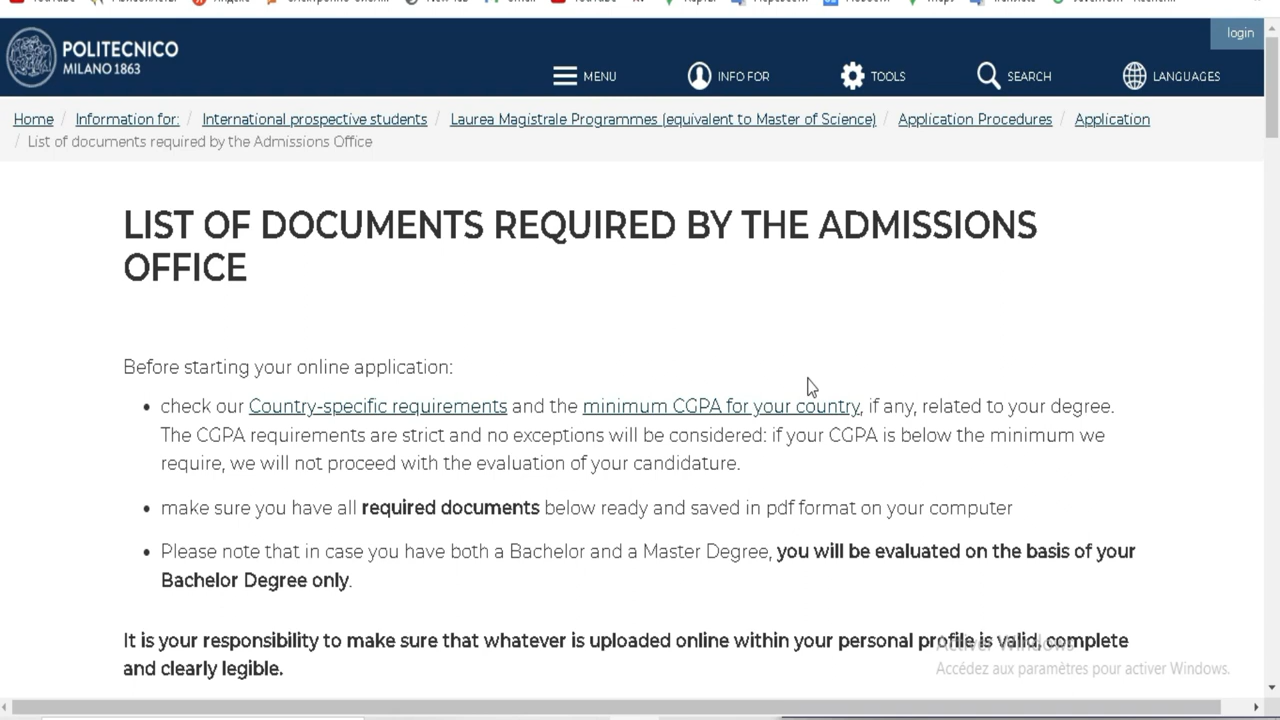 login
POLITECNICO
MILANO 1863
MENU
INFO FOR
TOOLS
SEARCH
LANGUAGES
Home / Information for: / International prospective students / Laurea Magistrale Programmes (equivalent to Master of Science) / Application Procedures / Application
/ List of documents required by the Admissions Office
LIST OF DOCUMENTS REQUIRED BY THE ADMISSIONS
OFFICE
Before starting your online application:
• check our Country-specific requirements and the minimum CGPA for your country, if any, related to your degree.
The CGPA requirements are strict and no exceptions will be considered: if your CGPA is below the minimum we
require, we will not proceed with the evaluation of your candidature.
• make sure you have all required documents below ready and saved in pdf format on your computer
• Please note that in case you have both a Bachelor and a Master Degree, you will be evaluated on the basis of your
Bachelor Degree only.
It is your responsibility to make sure that whatever is uploaded online within your personal profile is valid, complete
and clearly legible.
Activer Windows
Accédez aux paramètres pour activer Windows.